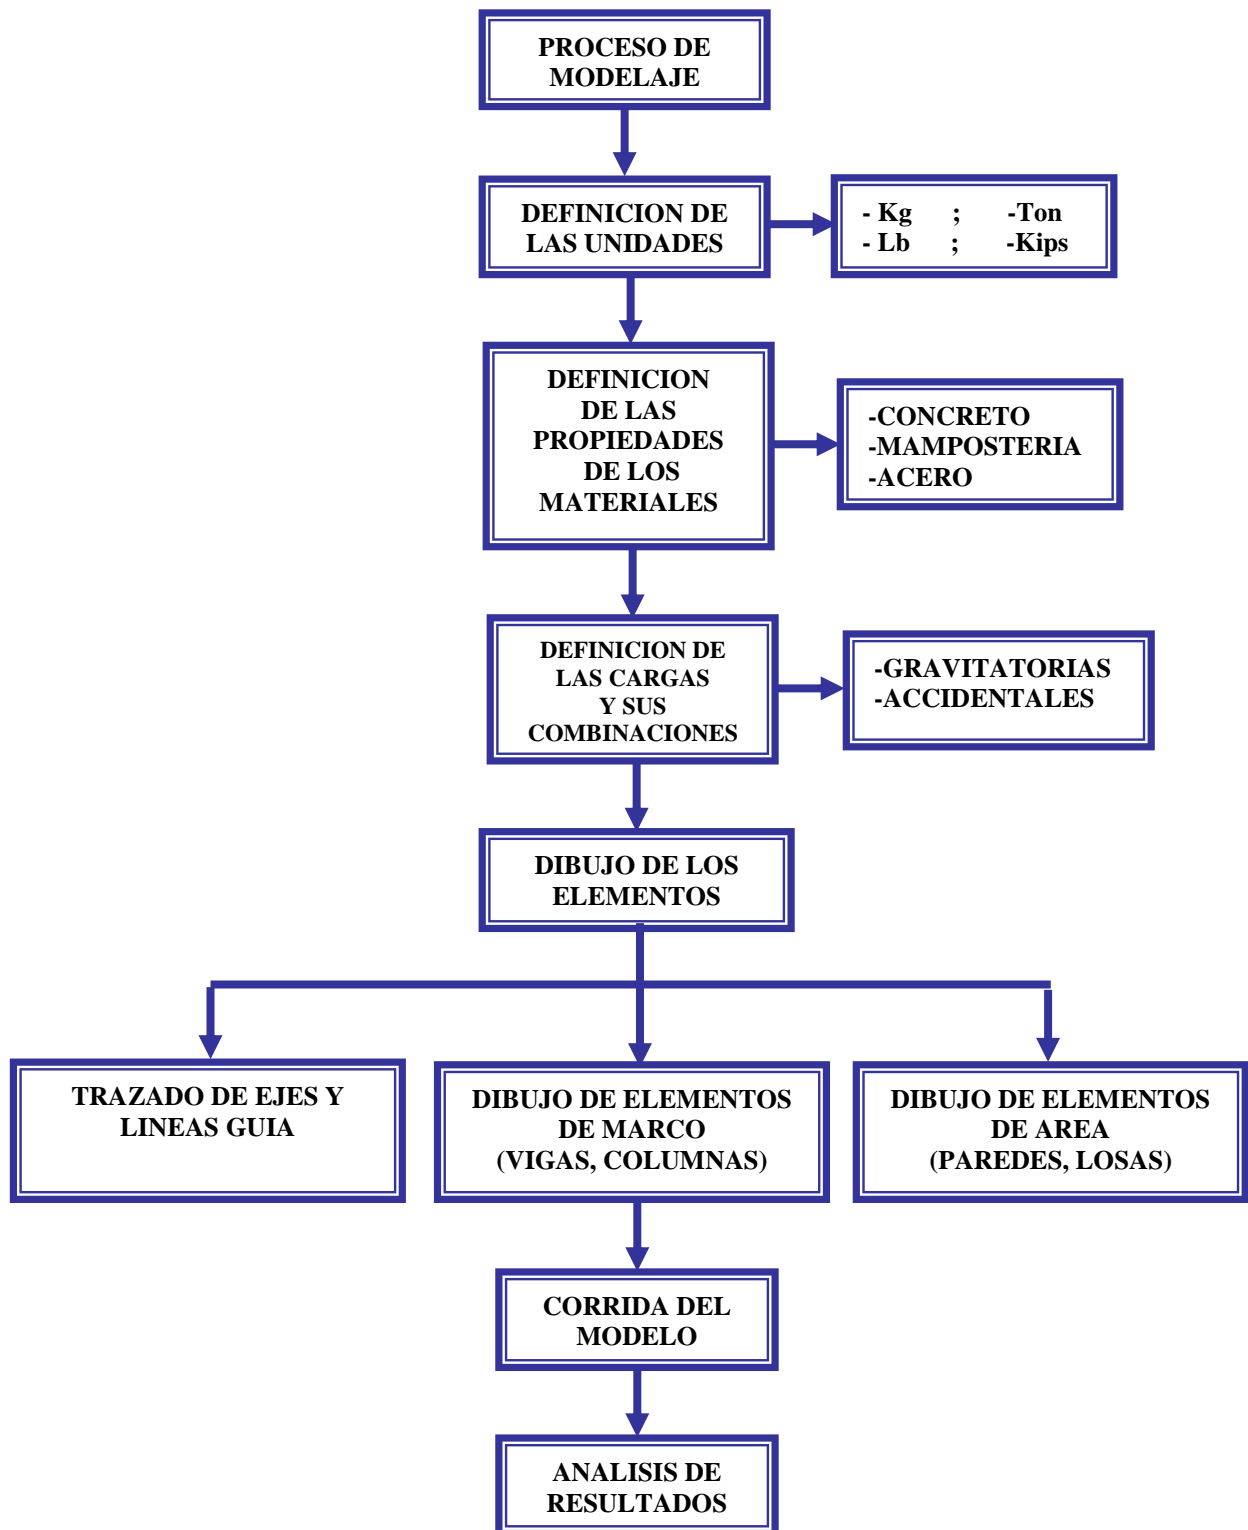 PROCESO DE
MODELAJE
DEFINICION DE
LAS UNIDADES
- Kg ; -Ton
- Lb ; -Kips
DEFINICION
DE LAS
PROPIEDADES
DE LOS
MATERIALES
-CONCRETO
-MAMPOSTERIA
-ACERO
DEFINICION DE
LAS CARGAS
Y SUS
COMBINACIONES
-GRAVITATORIAS
-ACCIDENTALES
DIBUJO DE LOS
ELEMENTOS
TRAZADO DE EJES Y
LINEAS GUIA
DIBUJO DE ELEMENTOS
DE MARCO
(VIGAS, COLUMNAS)
DIBUJO DE ELEMENTOS
DE AREA
(PAREDES, LOSAS)
CORRIDA DEL
MODELO
ANALISIS DE
RESULTADOS